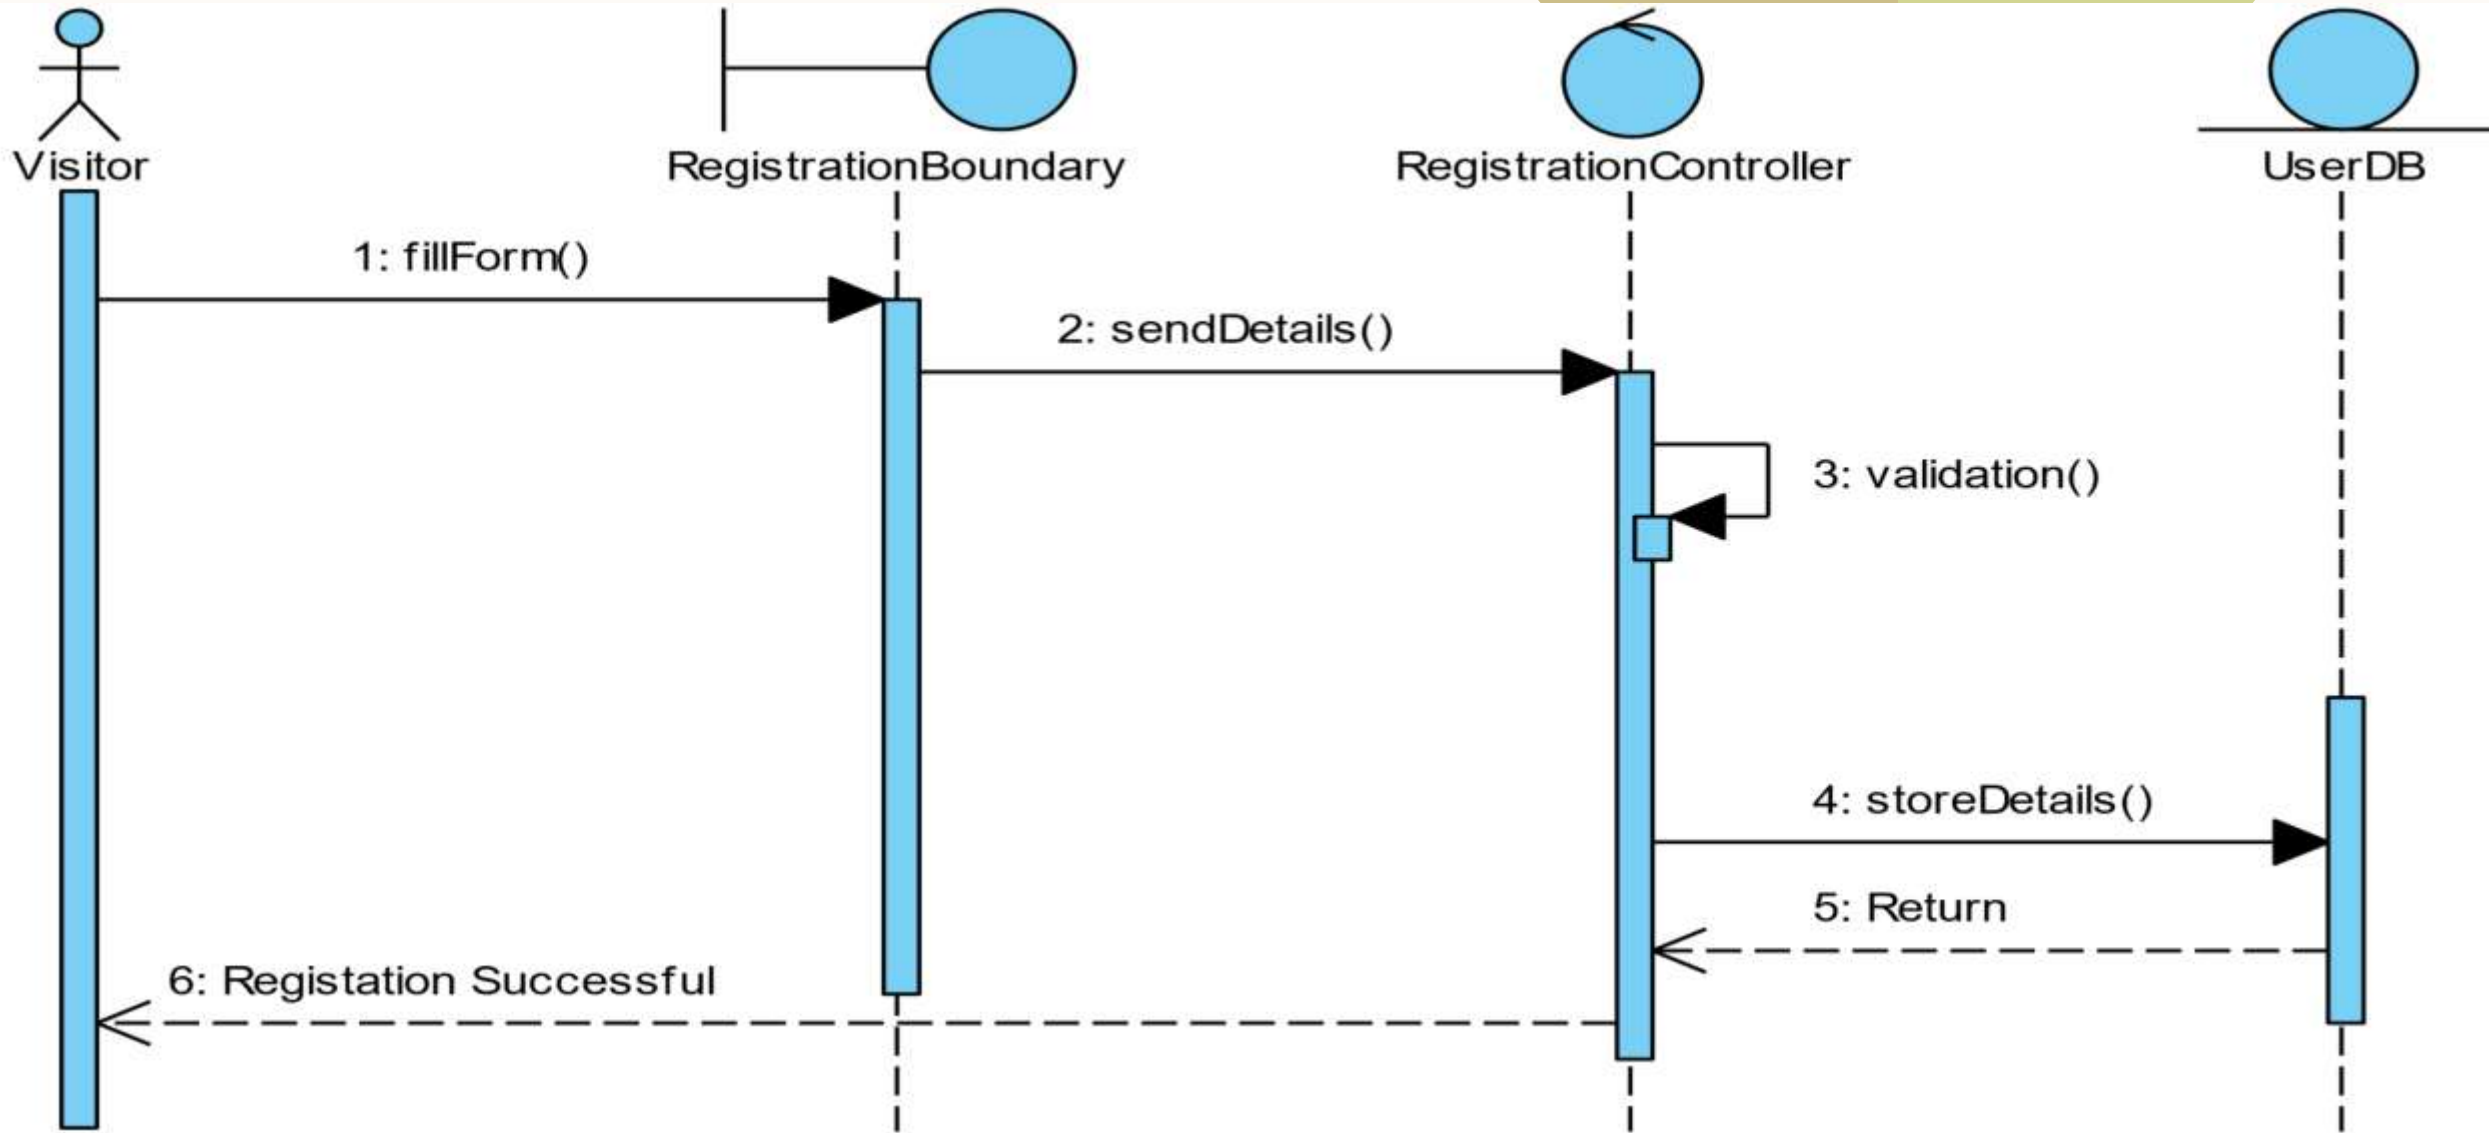 Visitor
RegistrationBoundary
RegistrationController
UserDB
1: fillForm()
2: sendDetails()
3: validation()
4: storeDetails()
5: Return
6: Registation Successful